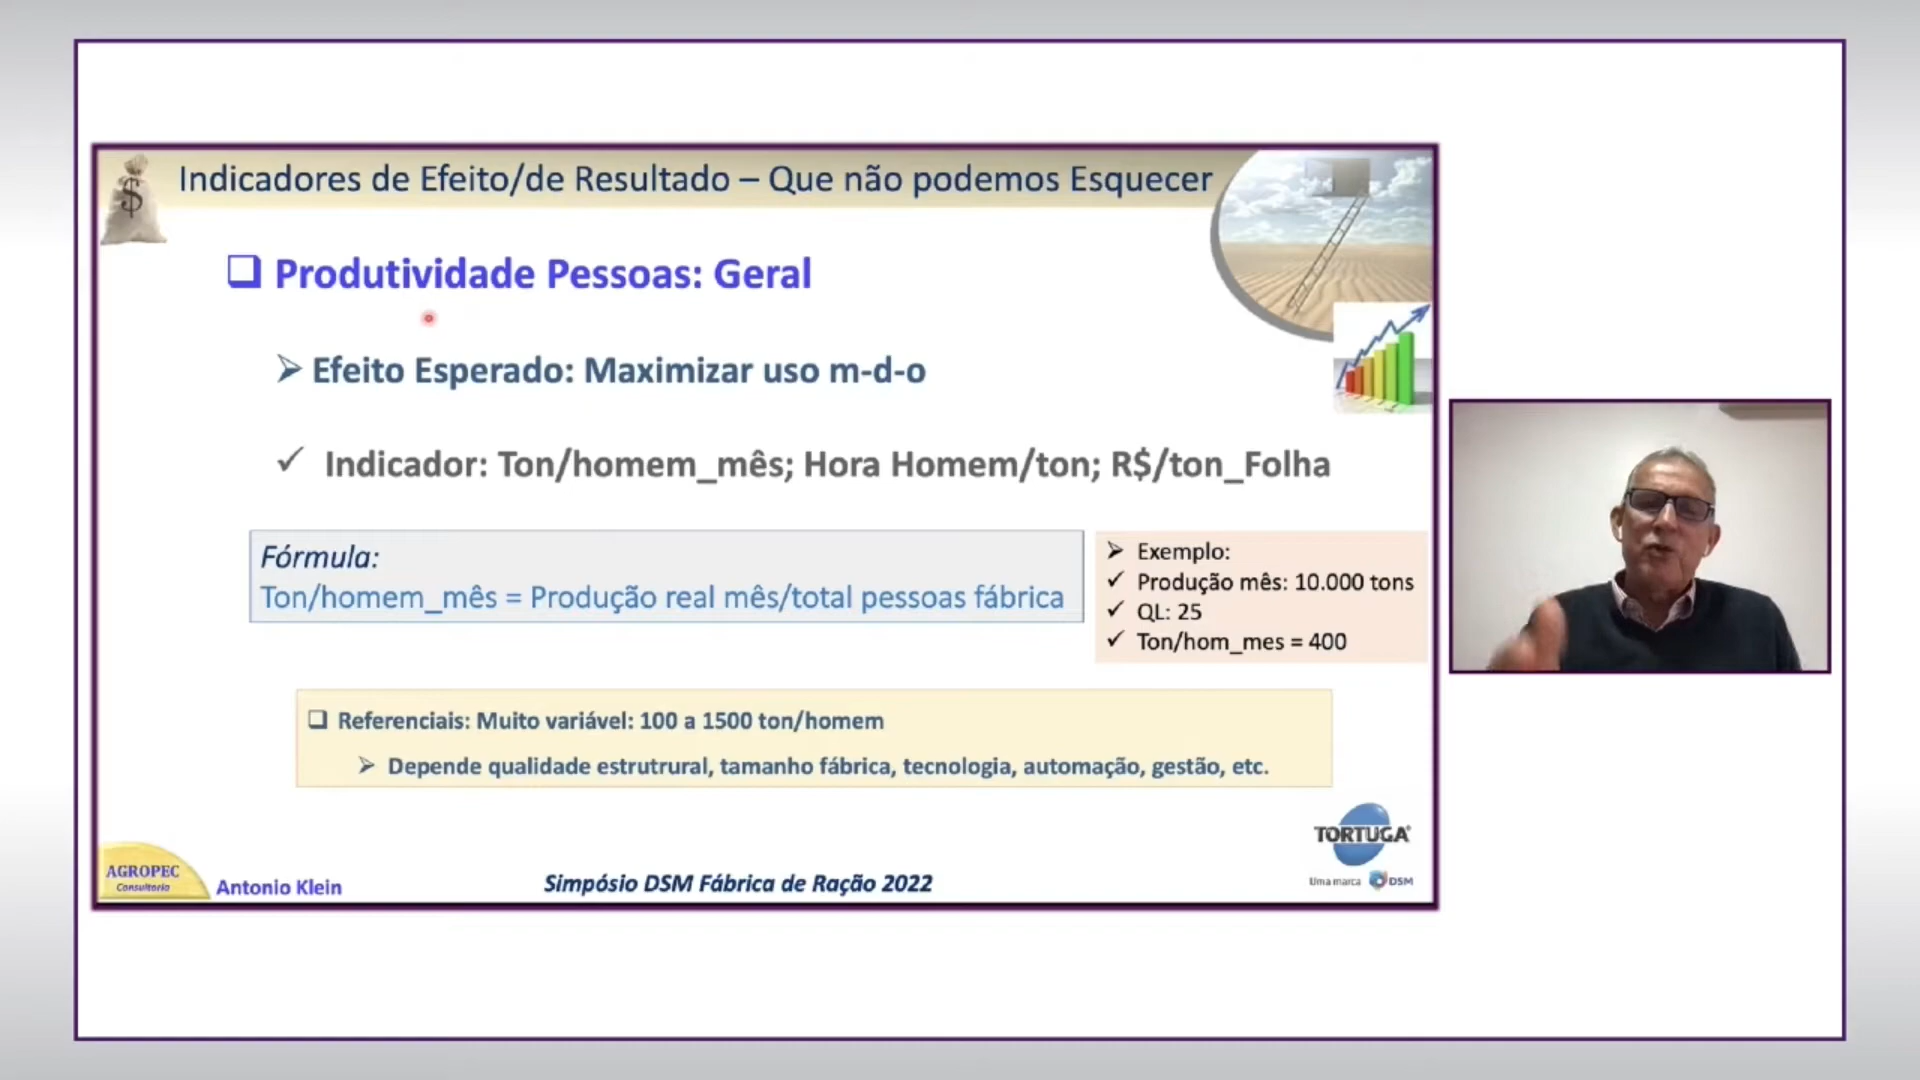 $
Indicadores de Efeito/de Resultado – Que não podemos Esquecer
Produtividade Pessoas: Geral
Efeito Esperado: Maximizar uso m-d-o
Indicador: Ton/homem_mês; Hora Homem/ton; R$/ton_Folha
Fórmula:
Ton/homem_mês = Produção real mês/total pessoas fábrica
Exemplo:
Produção mês: 10.000 tons
QL: 25
Ton/hom_mes = 400
Referenciais: Muito variável: 100 a 1500 ton/homem
Depende qualidade estrutrural, tamanho fábrica, tecnologia, automação, gestão, etc.
AGROPEC
Consultoria
Antonio Klein
Simpósio DSM Fábrica de Ração 2022
TORTUGA®
Uma marca DSM